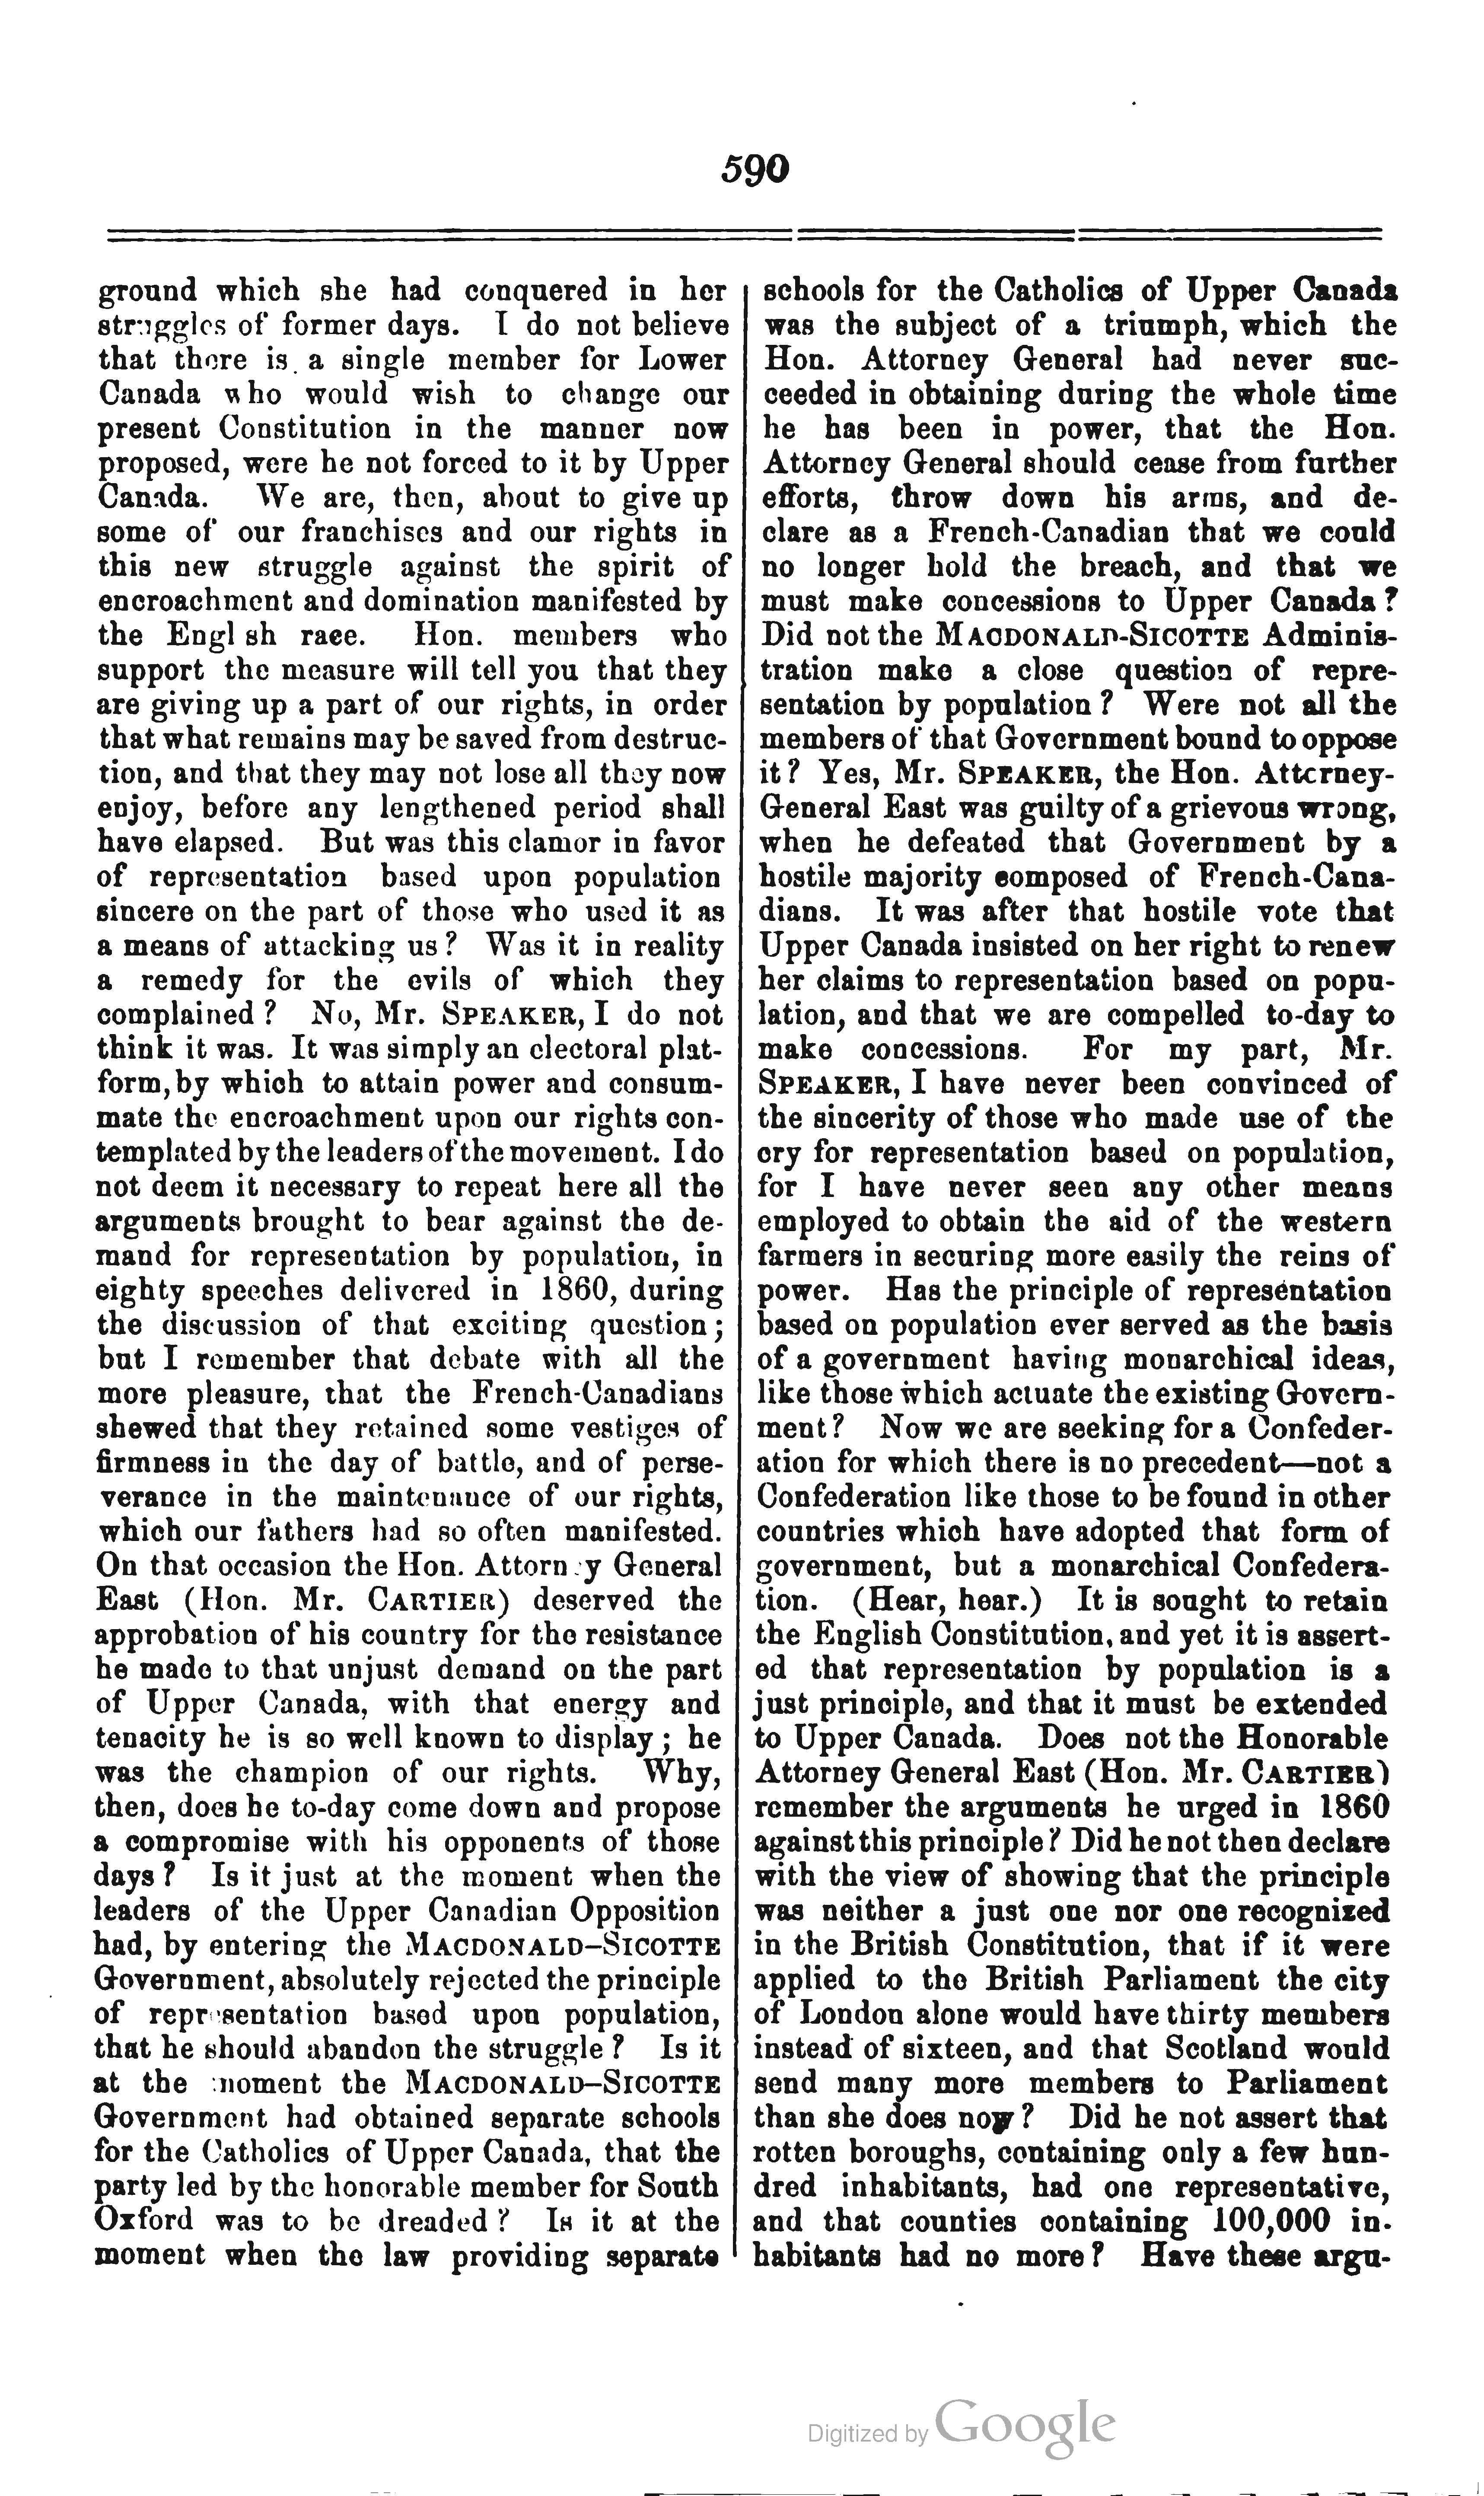 590
ground which she had conquered in her
struggles of former days. I do not believe
that there is a single member for Lower
Canada who would wish to change our
present Constitution in the manner now
proposed, were he not forced to it by Upper
Canada. We are, then, about to give up
some of our franchises and our rights in
this new struggle against the spirit of
encroachment and domination manifested by
the Engl sh race. Hon. members who
support the measure will tell you that they
are giving up a part of our rights, in order
that what remains may be saved from destruc-
tion, and that they may not lose all they now
enjoy, before any lengthened period shall
have elapsed. But was this clamor in favor
of representation based upon population
sincere on the part of those who used it as
a means of attacking us? Was it in reality
a remedy for the evils of which they
complained? No, Mr. SPEAKER, I do not
think it was. It was simply an electoral plat-
form, by which to attain power and consum-
mate the encroachment upon our rights con-
templated by the leaders of the movement. I do
not deem it necessary to repeat here all the
arguments brought to bear against the de-
mand for representation by population, in
eighty speeches delivered in 1860, during
the discussion of that exciting question;
but I remember that debate with all the
more pleasure, that the French-Canadians
shewed that they retained some vestiges of
firmness in the day of battle, and of perse-
verance in the maintenance of our rights,
which our fathers had so often manifested.
On that occasion the Hon. Attorney General
East (Hon. Mr. CARTIER) deserved the
approbation of his country for the resistance
he made to that unjust demand on the part
of Upper Canada, with that energy and
tenacity he is so well known to display; he
was the champion of our rights. Why,
then, does he to-day come down and propose
a compromise with his opponents of those
days? Is it just at the moment when the
leaders of the Upper Canadian Opposition
had, by entering the MACDONALD–SICOTTE
Government, absolutely rejected the principle
of representation based upon population,
that he should abandon the struggle? Is it
at the moment the MACDONALD–SICOTTE
Government had obtained separate schools
for the Catholics of Upper Canada, that the
party led by the honorable member for South
Oxford was to be dreaded? Is it at the
moment when the law providing separate
schools for the Catholics of Upper Canada
was the subject of a triumph, which the
Hon. Attorney General had never suc-
ceeded in obtaining during the whole time
he has been in power, that the Hon.
Attorney General should cease from further
efforts, throw down his arms, and de-
clare as a French-Canadian that we could
no longer hold the breach, and that we
must make concessions to Upper Canada?
Did not the MACDONALD-SICOTTE Adminis-
tration make a close question of repre-
sentation by population? Were not all the
members of that Government bound to oppose
it? Yes, Mr. SPEAKER, the Hon. Attorney-
General East was guilty of a grievous wrong,
when he defeated that Government by a
hostile majority composed of French-Cana-
dians. It was after that hostile vote that
Upper Canada insisted on her right to renew
her claims to representation based on popu-
lation, and that we are compelled to-day to
make concessions. For my part, Mr.
SPEAKER, I have never been convinced of
the sincerity of those who made use of the
cry for representation based on population,
for I have never seen any other means
employed to obtain the aid of the western
farmers in securing more easily the reins of
power. Has the principle of representation
based on population ever served as the basis
of a government having monarchical ideas,
like those which actuate the existing Govern-
ment? Now we are seeking for a Confeder-
ation for which there is no precedent—not a
Confederation like those to be found in other
countries which have adopted that form of
government, but a monarchical Confedera-
tion. (Hear, hear.) It is sought to retain
the English Constitution, and yet it is assert-
ed that representation by population is a
just principle, and that it must be extended
to Upper Canada. Does not the Honorable
Attorney General East (Hon. Mr. CARTIER)
remember the arguments he urged in 1860
against this principle? Did he not then declare
with the view of showing that the principle
was neither a just one nor one recognized
in the British Constitution, that if it were
applied to the British Parliament the city
of London alone would have thirty members
instead of sixteen, and that Scotland would
send many more members to Parliament
than she does now? Did he not assert that
rotten boroughs, containing only a few hun-
dred inhabitants, had one representative,
and that counties containing 100,000 in-
habitants had no more? Have these argu-
Digitized by Google